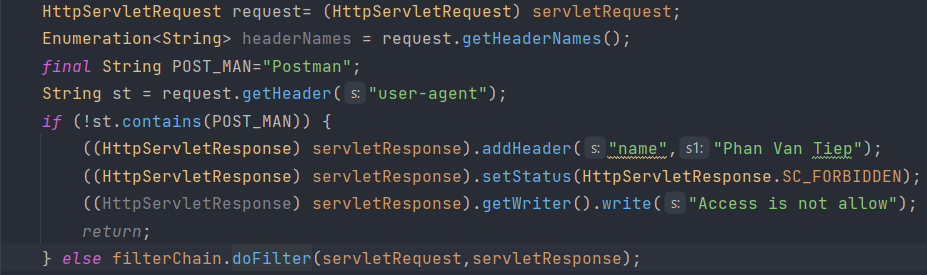 HttpServletRequest request= (HttpServletRequest) servletRequest;
Enumeration<String> headerNames = request.getHeaderNames();
final String POST_MAN="Postman";
String st = request.getHeader( s: "user-agent");
if (!st.contains(POST_MAN)) {
((HttpServletResponse) servletResponse).addHeader( s: "name", s1: "Phan Van Tiep");
((HttpServletResponse) servletResponse).setStatus(HttpServletResponse.SC_FORBIDDEN);
((HttpServletResponse) servletResponse).getWriter().write( s: "Access is not allow");
return;
} else filterChain.doFilter(servletRequest,servletResponse);